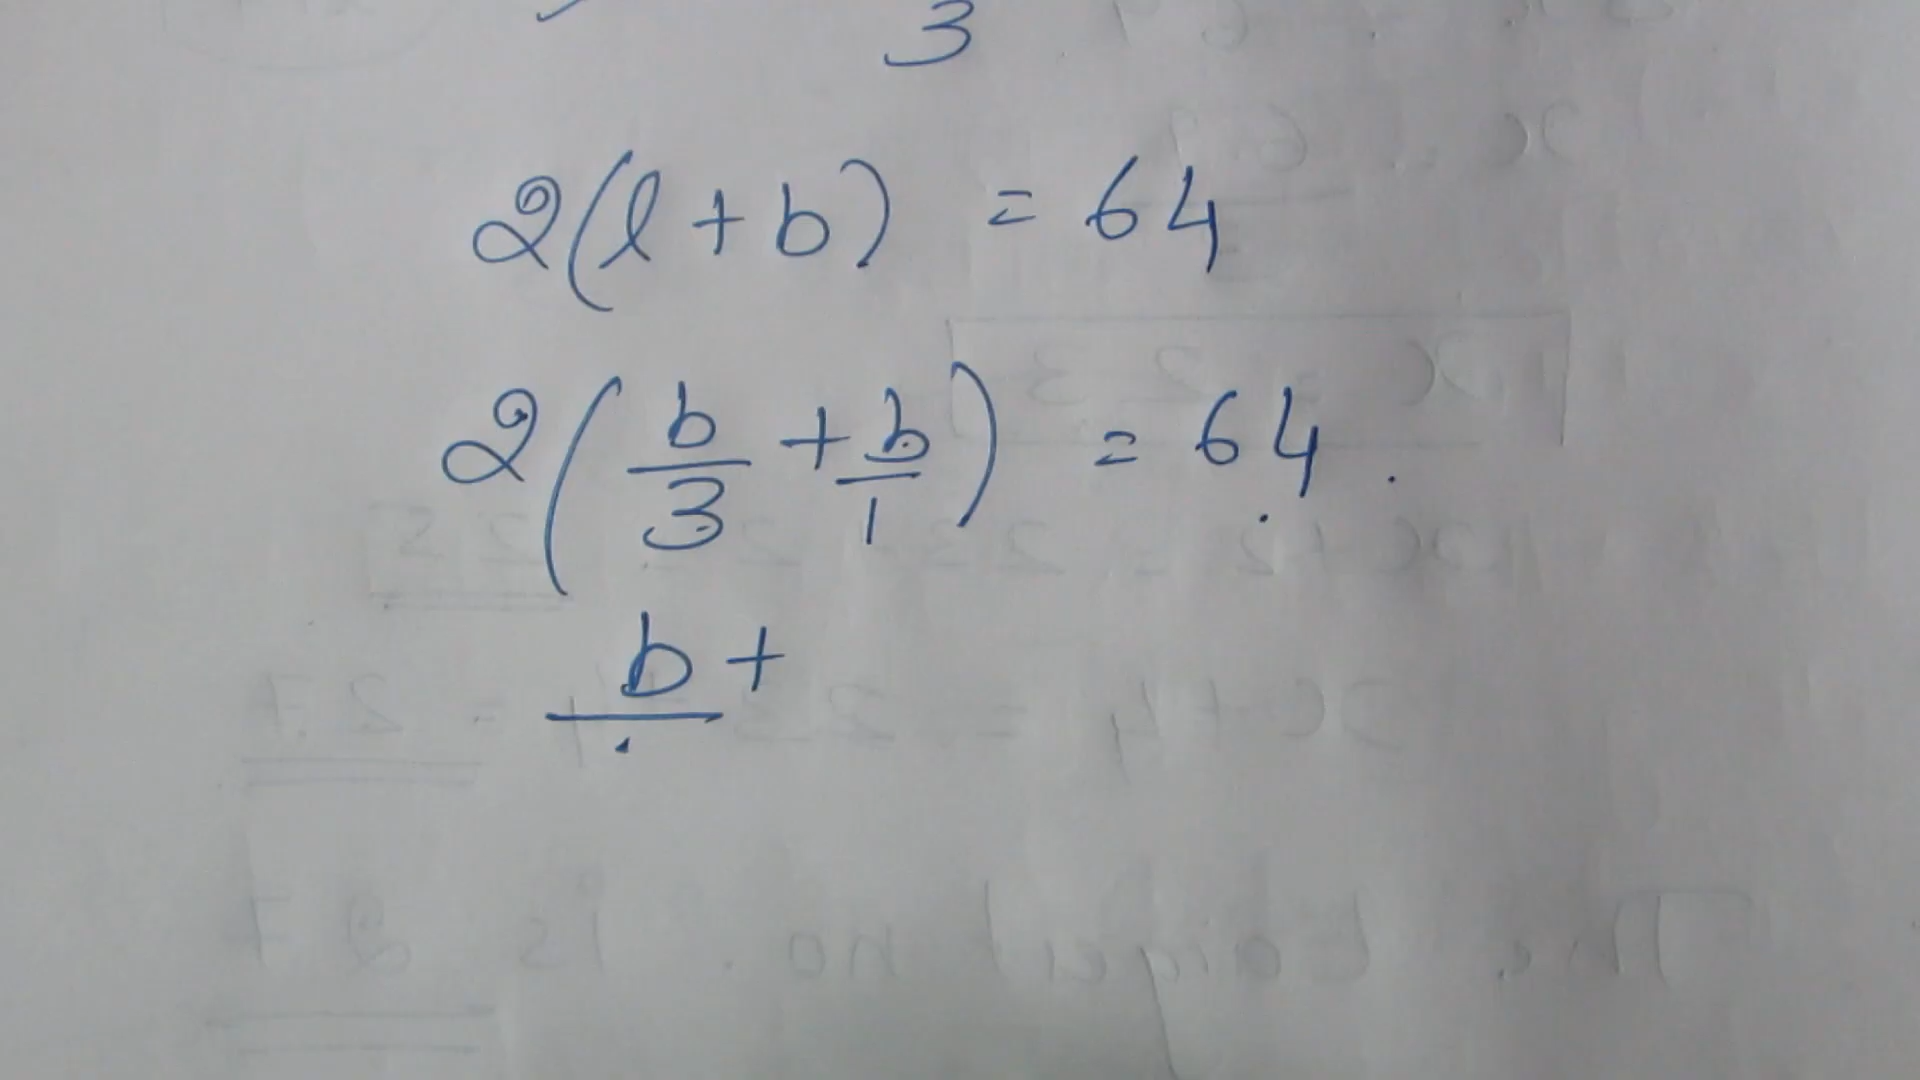 3
2(l + b) = 64
2(b/3 + b/1) = 64.
b +